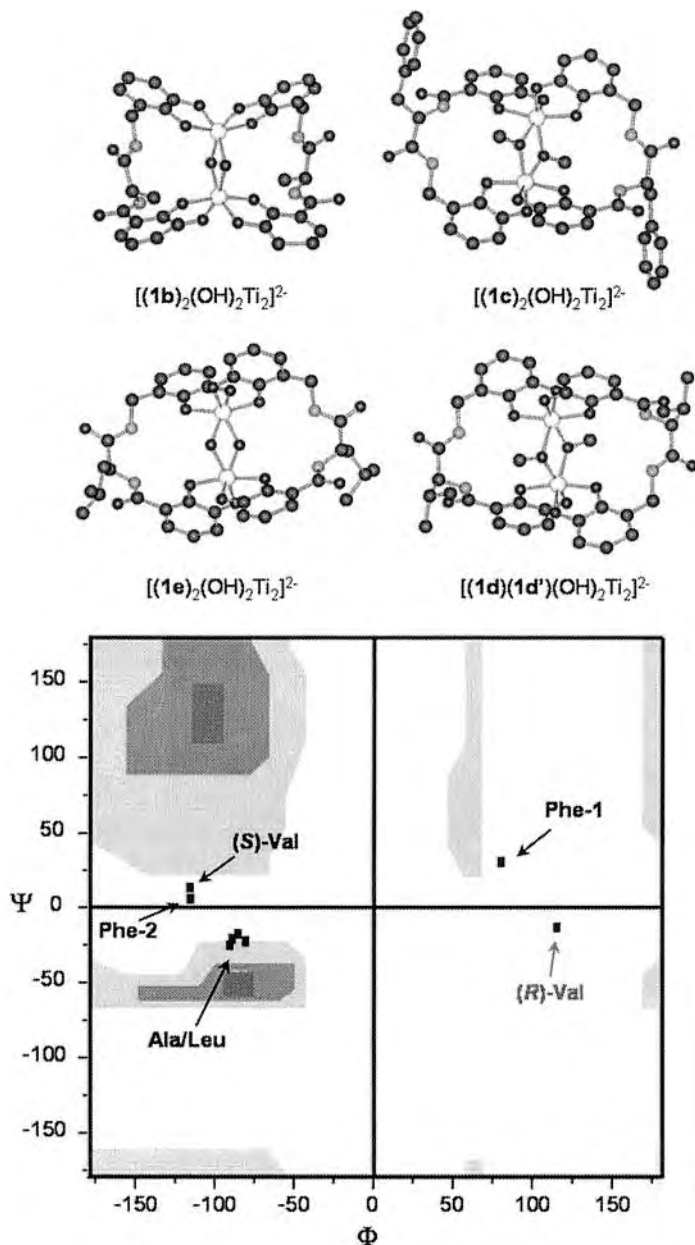 [(1b)₂(OH)₂Ti₂]²⁻ [(1c)₂(OH)₂Ti₂]²⁻
[(1e)₂(OH)₂Ti₂]²⁻ [(1d)(1d')(OH)₂Ti₂]²⁻
150
100
Phe-1
50
(S)-Val
Ψ 0
Phe-2
-50
(R)-Val
Ala/Leu
-100
-150
-150 -100 -50 0 50 100 150
Φ